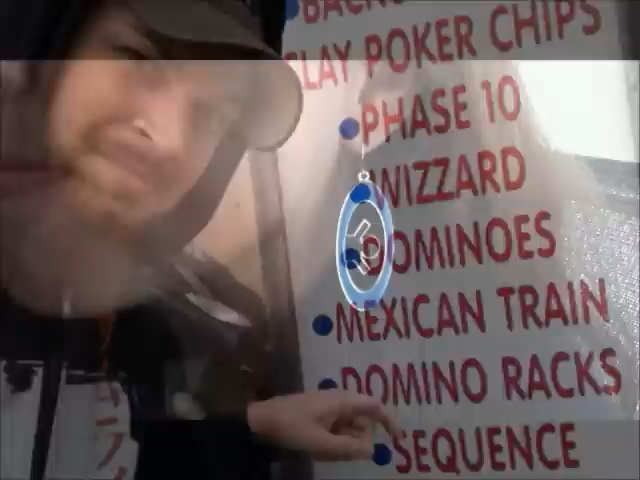 CLAY POKER CHIPS
PHASE 10
WIZZARD
DOMINOES
MEXICAN TRAIN
DOMINO RACKS
SEQUENCE